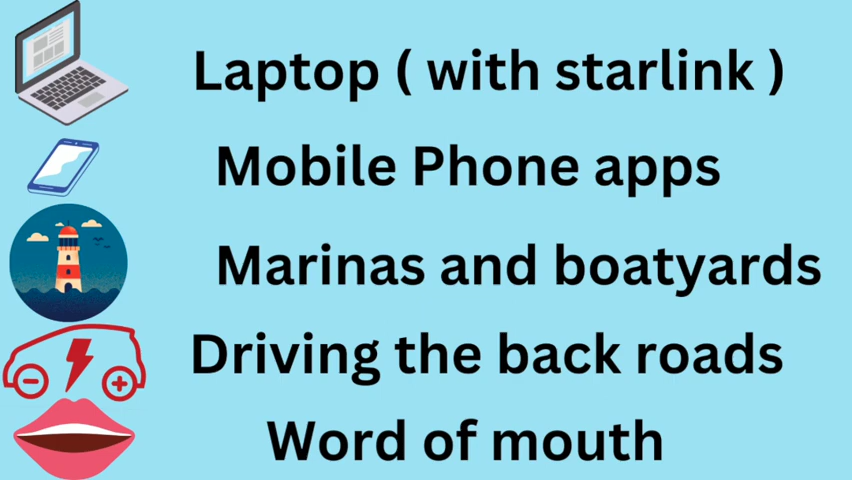 Laptop ( with starlink )
Mobile Phone apps
Marinas and boatyards
Driving the back roads
Word of mouth